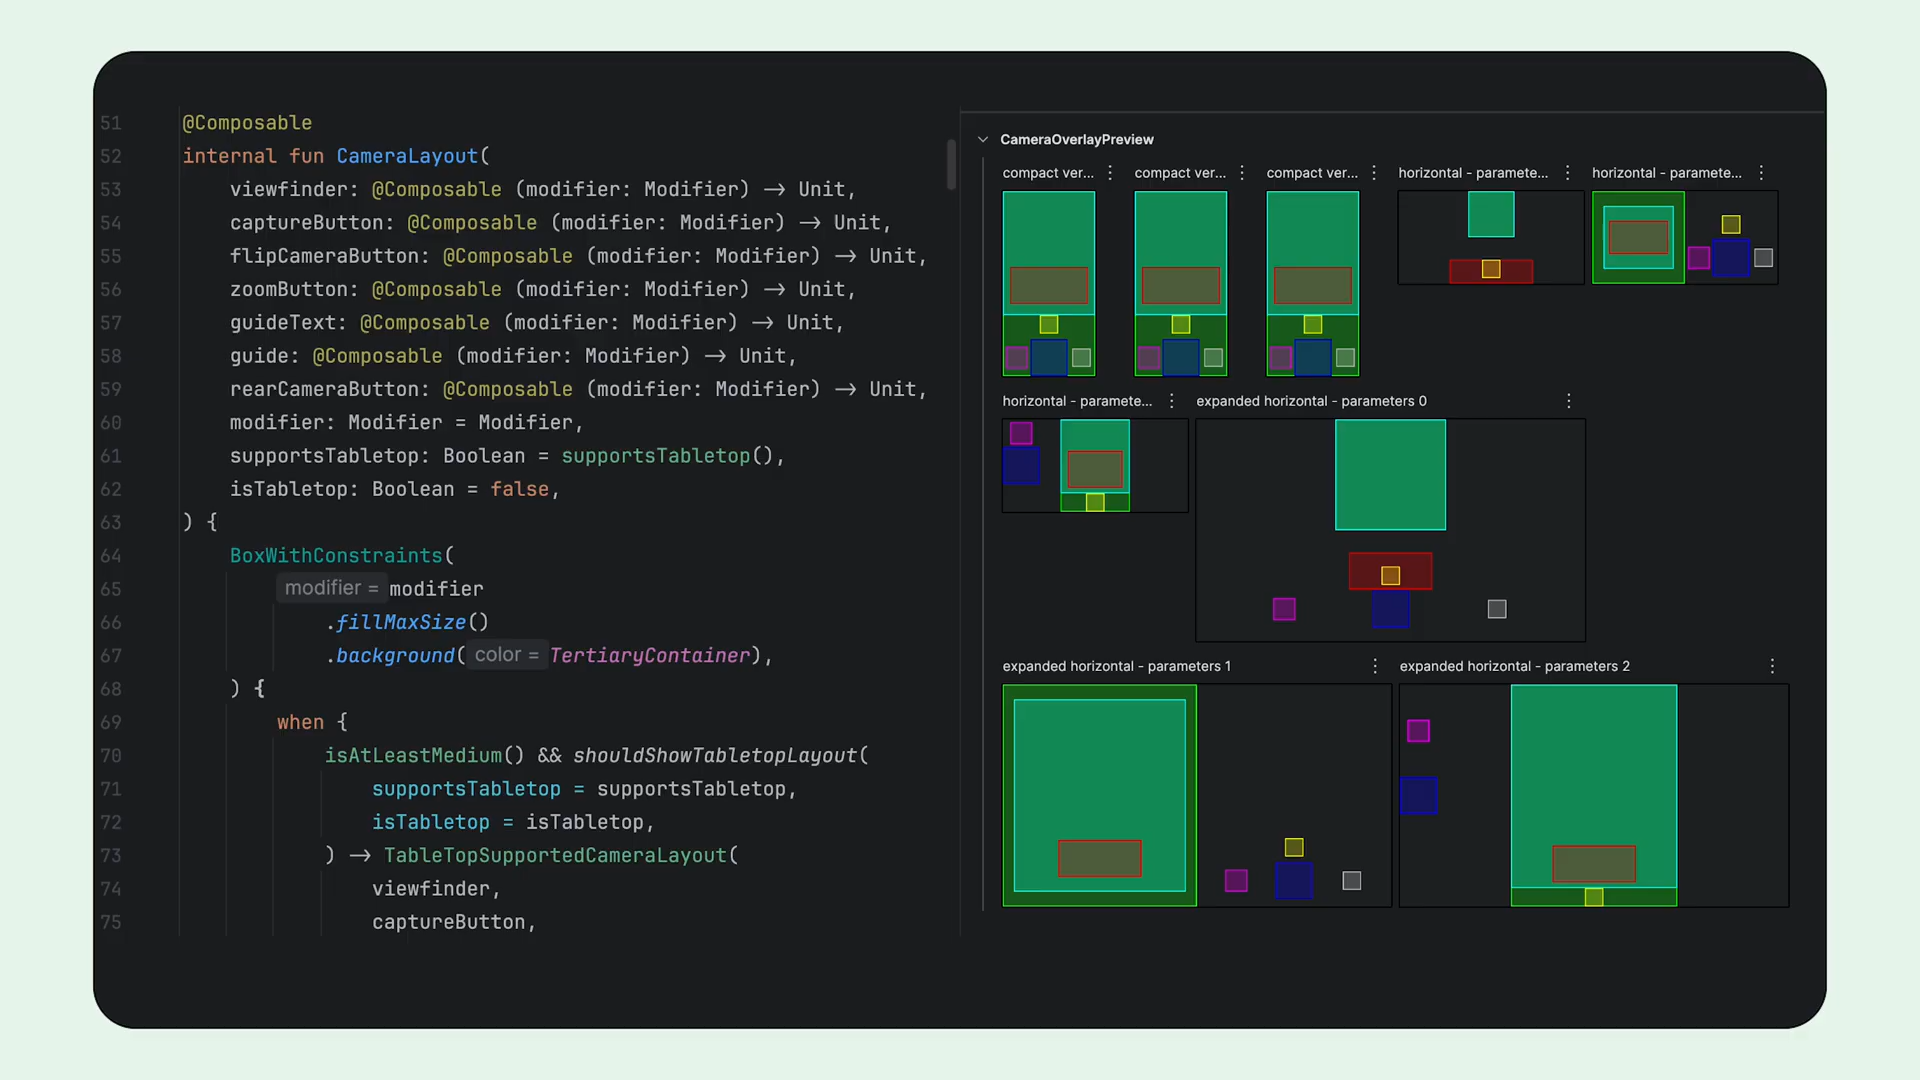 51 @Composable
52 internal fun CameraLayout(
53 viewfinder: @Composable (modifier: Modifier) -> Unit,
54 captureButton: @Composable (modifier: Modifier) -> Unit,
55 flipCameraButton: @Composable (modifier: Modifier) -> Unit,
56 zoomButton: @Composable (modifier: Modifier) -> Unit,
57 guideText: @Composable (modifier: Modifier) -> Unit,
58 guide: @Composable (modifier: Modifier) -> Unit,
59 rearCameraButton: @Composable (modifier: Modifier) -> Unit,
60 modifier: Modifier = Modifier,
61 supportsTabletop: Boolean = supportsTabletop(),
62 isTabletop: Boolean = false,
63 ) {
64 BoxWithConstraints(
65 modifier = modifier
66 .fillMaxSize()
67 .background( color = TertiaryContainer),
68 ) {
69 when {
70 isAtLeastMedium() && shouldShowTabletopLayout(
71 supportsTabletop = supportsTabletop,
72 isTabletop = isTabletop,
73 ) -> TableTopSupportedCameraLayout(
74 viewfinder,
75 captureButton,
CameraOverlayPreview
compact ver...
compact ver...
compact ver...
horizontal - paramete...
horizontal - paramete...
horizontal - paramete...
expanded horizontal - parameters 0
expanded horizontal - parameters 1
expanded horizontal - parameters 2